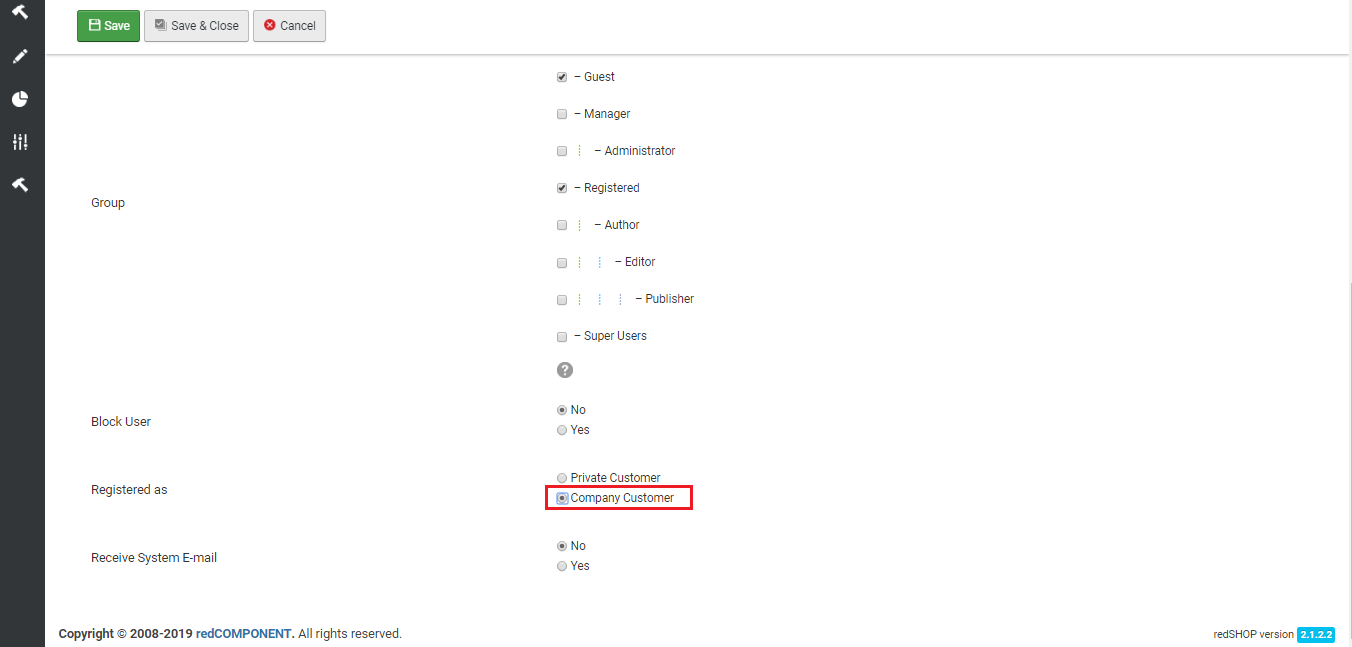 Save Save & Close Cancel
– Guest
– Manager
– Administrator
– Registered
Group
– Author
– Editor
– Publisher
– Super Users
?
Block User
No
Yes
Registered as
Private Customer
Company Customer
Receive System E-mail
No
Yes
Copyright © 2008-2019 redCOMPONENT. All rights reserved.
redSHOP version 2.1.2.2